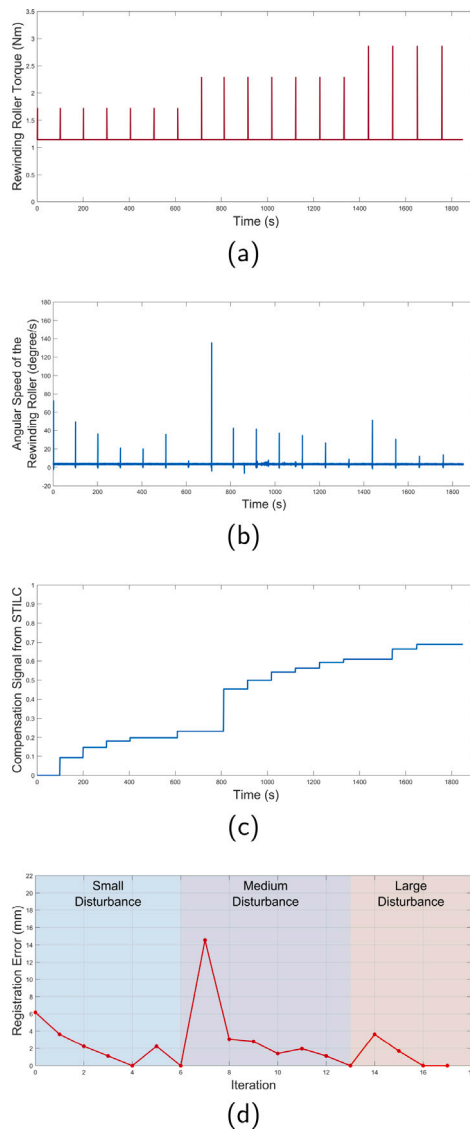 Rewinding Roller Torque (Nm)
3.5
3
2.5
2
1.5
1
0.5
0
0 200 400 600 800 1000 1200 1400 1600 1800
Time (s)
(a)
Angular Speed of the
Rewinding Roller (degree/s)
180
160
140
120
100
80
60
40
20
0
-20
0 200 400 600 800 1000 1200 1400 1600 1800
Time (s)
(b)
Compensation Signal from STILC
1
0.9
0.8
0.7
0.6
0.5
0.4
0.3
0.2
0.1
0
0 200 400 600 800 1000 1200 1400 1600 1800
Time (s)
(c)
Registration Error (mm)
22
20
18
16
14
12
10
8
6
4
2
0
Small
Disturbance
Medium
Disturbance
Large
Disturbance
0 2 4 6 8 10 12 14 16 18
Iteration
(d)